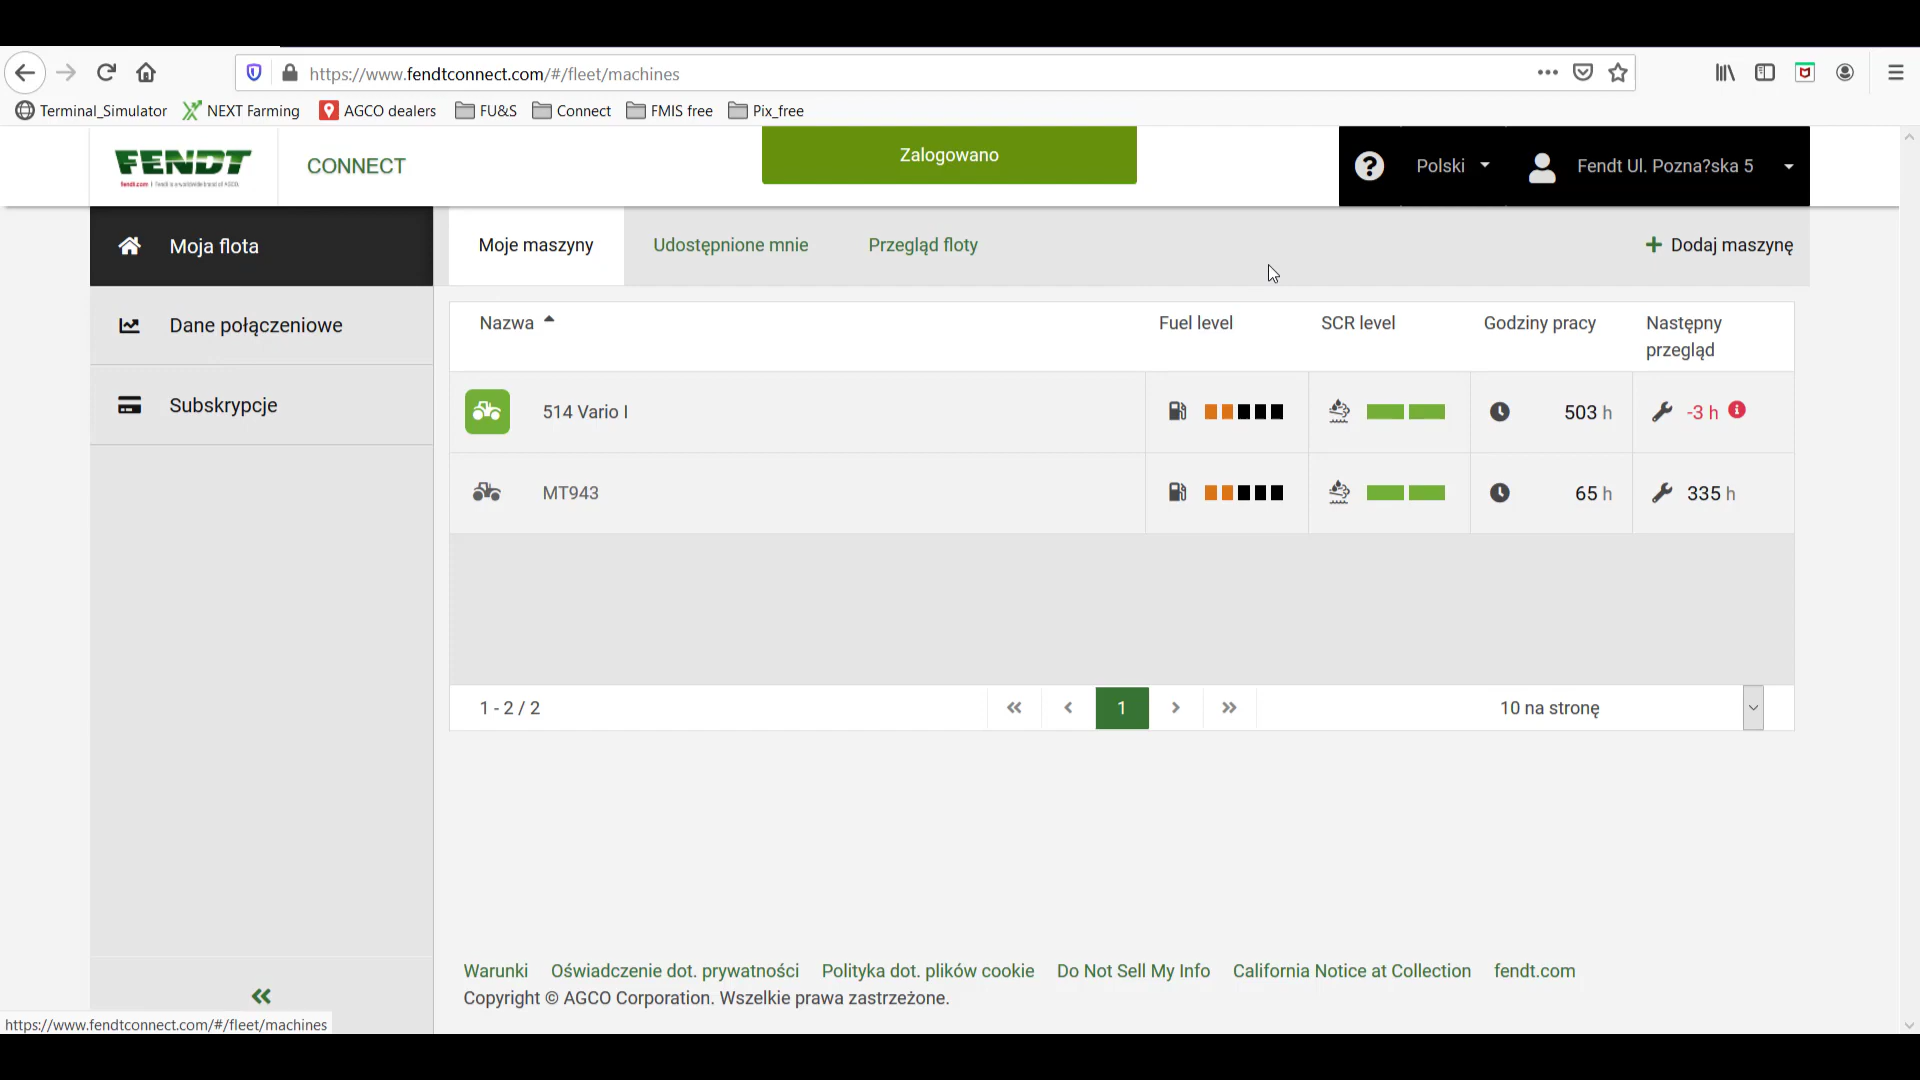 https://www.fendtconnect.com/#/fleet/machines
Terminal_Simulator NEXT Farming AGCO dealers FU&S Connect FMIS free Pix_free
FENDT CONNECT Zalogowano ? Polski Fendt Ul. Pozna?ska 5
Moja flota Moje maszyny Udostępnione mnie Przegląd floty + Dodaj maszynę
Dane połączeniowe
Subskrypcje
Nazwa Fuel level SCR level Godziny pracy Następny
przegląd
514 Vario I 503 h -3 h
MT943 65 h 335 h
1 - 2 / 2 « ‹ 1 › » 10 na stronę
Warunki Oświadczenie dot. prywatności Polityka dot. plików cookie Do Not Sell My Info California Notice at Collection fendt.com
Copyright © AGCO Corporation. Wszelkie prawa zastrzeżone.
https://www.fendtconnect.com/#/fleet/machines